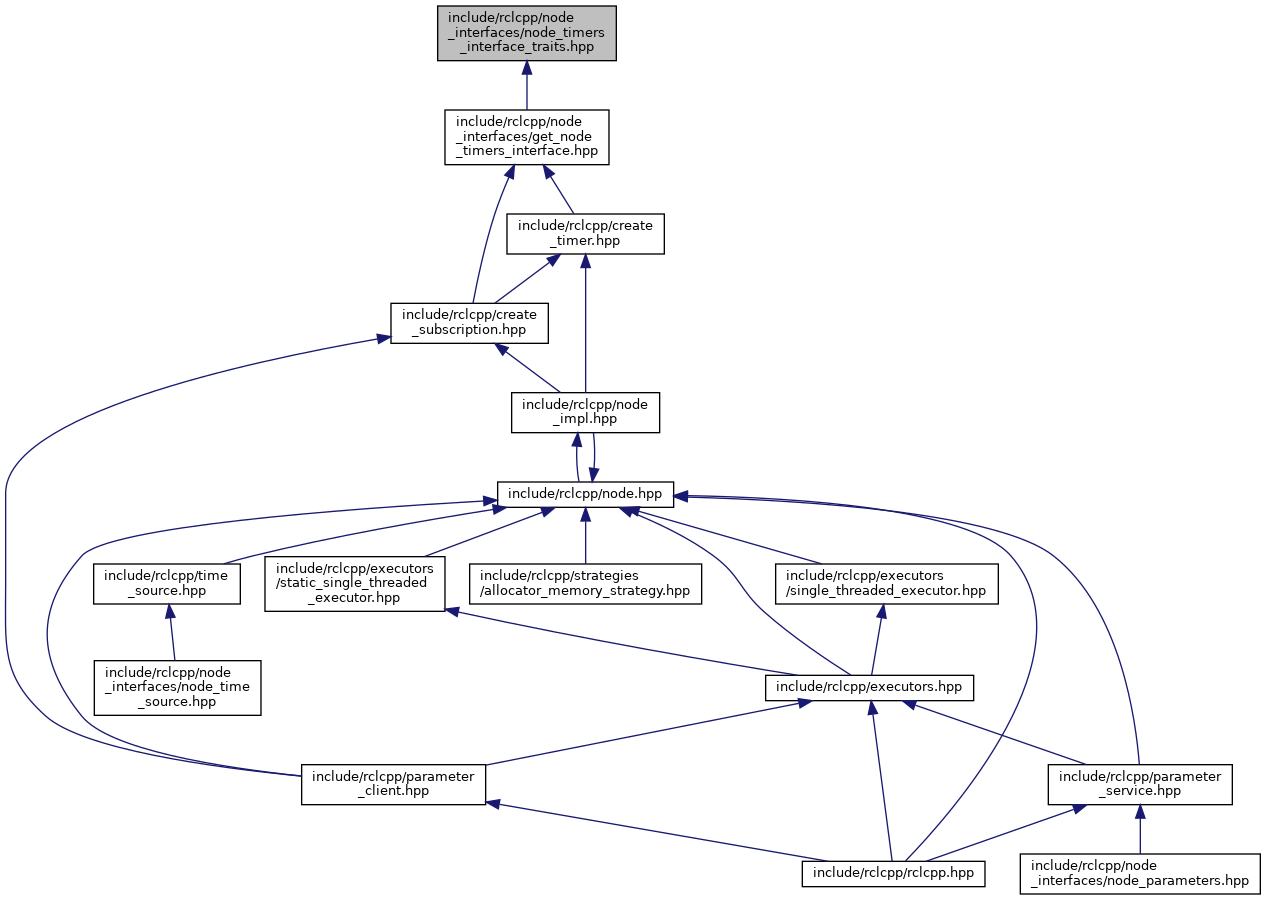 include/rclcpp/node
_interfaces/node_timers
_interface_traits.hpp
include/rclcpp/node
_interfaces/get_node
_timers_interface.hpp
include/rclcpp/create
_timer.hpp
include/rclcpp/create
_subscription.hpp
include/rclcpp/node
_impl.hpp
include/rclcpp/node.hpp
include/rclcpp/time
_source.hpp
include/rclcpp/executors
/static_single_threaded
_executor.hpp
include/rclcpp/strategies
/allocator_memory_strategy.hpp
include/rclcpp/executors
/single_threaded_executor.hpp
include/rclcpp/node
_interfaces/node_time
_source.hpp
include/rclcpp/executors.hpp
include/rclcpp/parameter
_client.hpp
include/rclcpp/parameter
_service.hpp
include/rclcpp/rclcpp.hpp
include/rclcpp/node
_interfaces/node_parameters.hpp